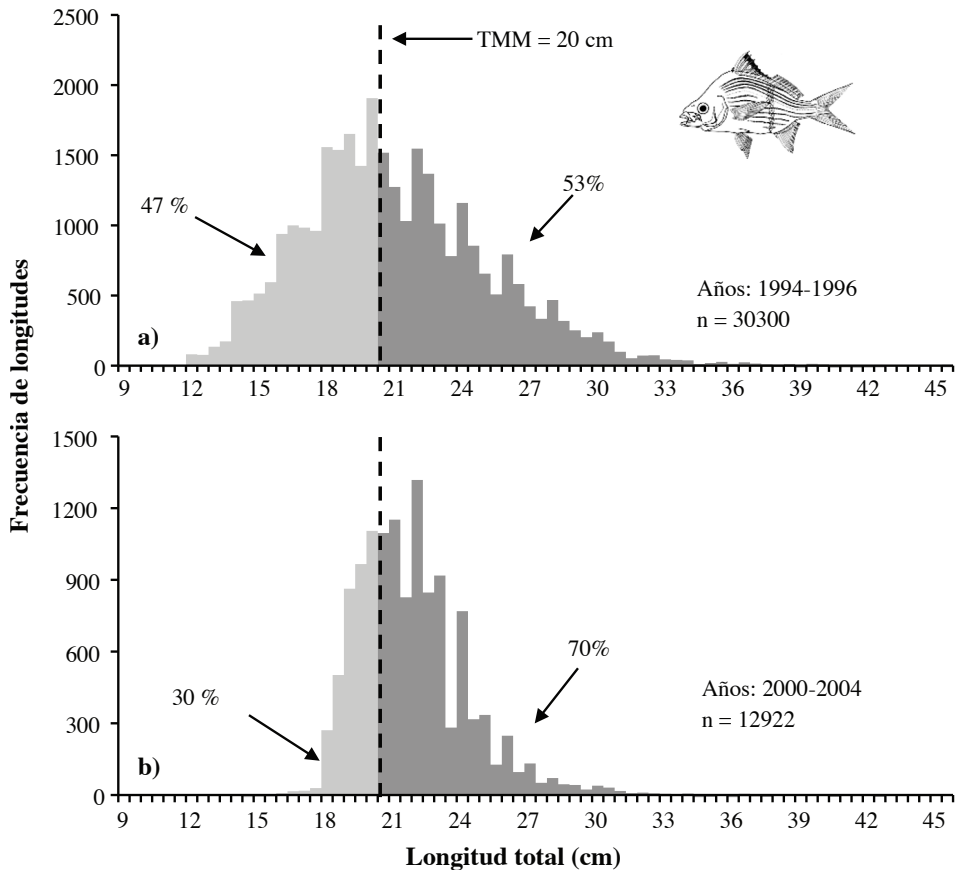 Frecuencia de longitudes
2500
2000
1500
1000
500
0
TMM = 20 cm
47 %
53%
Años: 1994-1996
n = 30300
a)
9 12 15 18 21 24 27 30 33 36 39 42 45
1500
1200
900
600
300
0
30 %
70%
Años: 2000-2004
n = 12922
b)
9 12 15 18 21 24 27 30 33 36 39 42 45
Longitud total (cm)